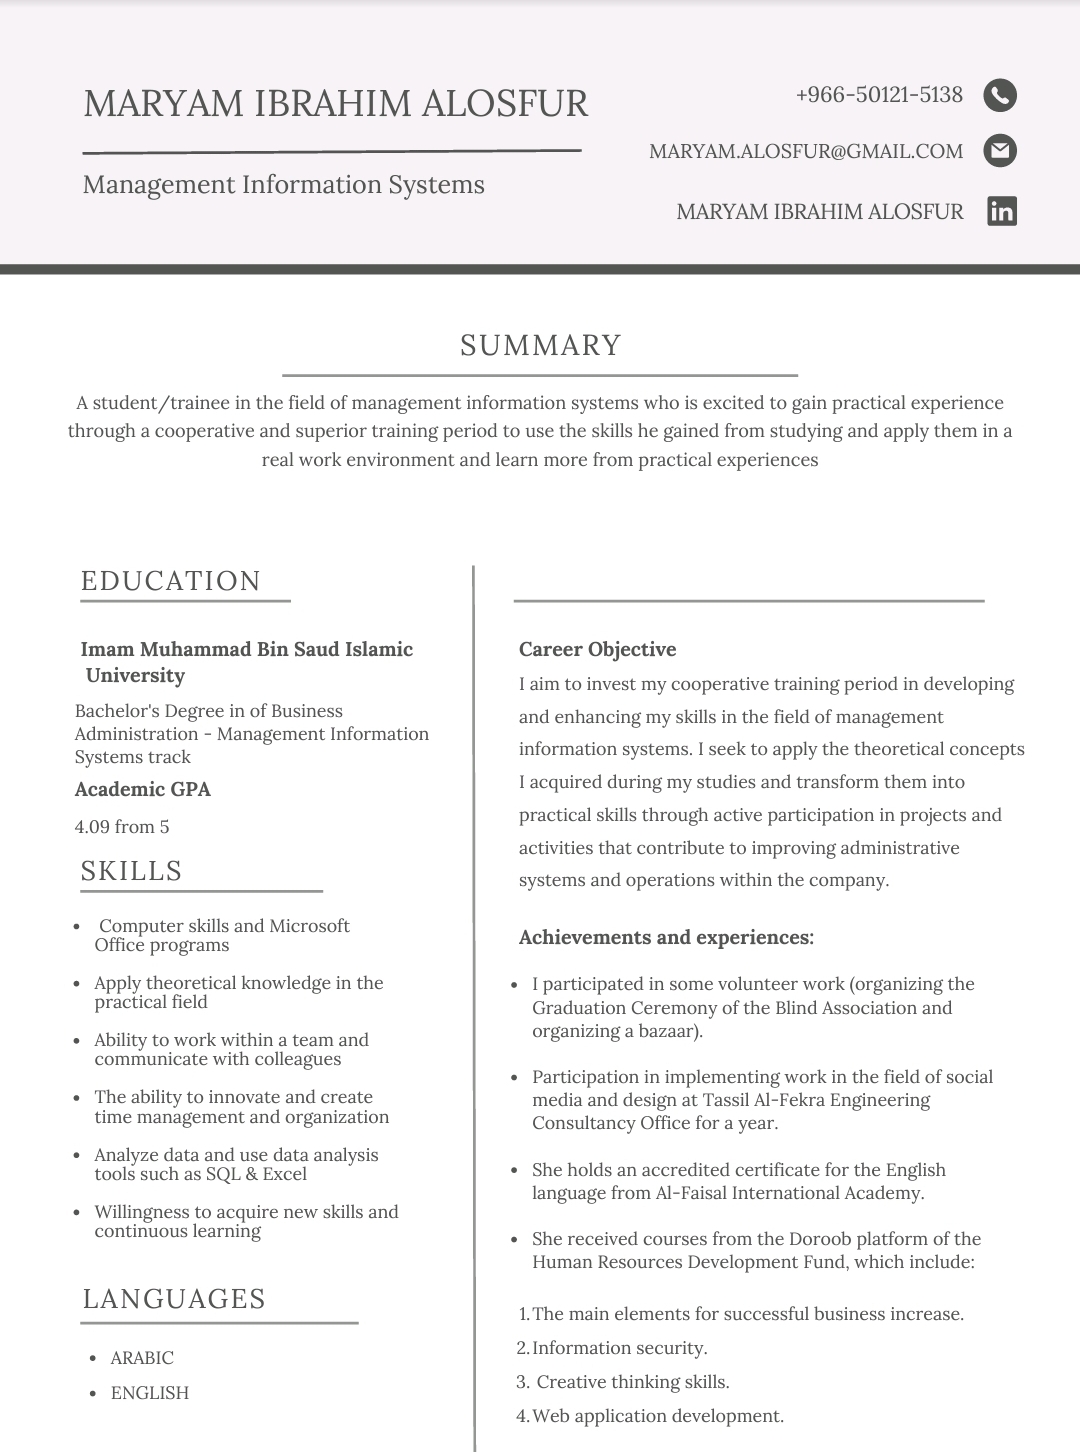 MARYAM IBRAHIM ALOSFUR
Management Information Systems
+966-50121-5138
MARYAM.ALOSFUR@GMAIL.COM
MARYAM IBRAHIM ALOSFUR
in
SUMMARY
A student/trainee in the field of management information systems who is excited to gain practical experience
through a cooperative and superior training period to use the skills he gained from studying and apply them in a
real work environment and learn more from practical experiences
EDUCATION
Imam Muhammad Bin Saud Islamic
University
Bachelor's Degree in of Business
Administration - Management Information
Systems track
Academic GPA
4.09 from 5
SKILLS
• Computer skills and Microsoft
Office programs
• Apply theoretical knowledge in the
practical field
• Ability to work within a team and
communicate with colleagues
• The ability to innovate and create
time management and organization
• Analyze data and use data analysis
tools such as SQL & Excel
• Willingness to acquire new skills and
continuous learning
LANGUAGES
• ARABIC
• ENGLISH
Career Objective
I aim to invest my cooperative training period in developing
and enhancing my skills in the field of management
information systems. I seek to apply the theoretical concepts
I acquired during my studies and transform them into
practical skills through active participation in projects and
activities that contribute to improving administrative
systems and operations within the company.
Achievements and experiences:
• I participated in some volunteer work (organizing the
Graduation Ceremony of the Blind Association and
organizing a bazaar).
• Participation in implementing work in the field of social
media and design at Tassil Al-Fekra Engineering
Consultancy Office for a year.
• She holds an accredited certificate for the English
language from Al-Faisal International Academy.
• She received courses from the Doroob platform of the
Human Resources Development Fund, which include:
1. The main elements for successful business increase.
2. Information security.
3. Creative thinking skills.
4. Web application development.